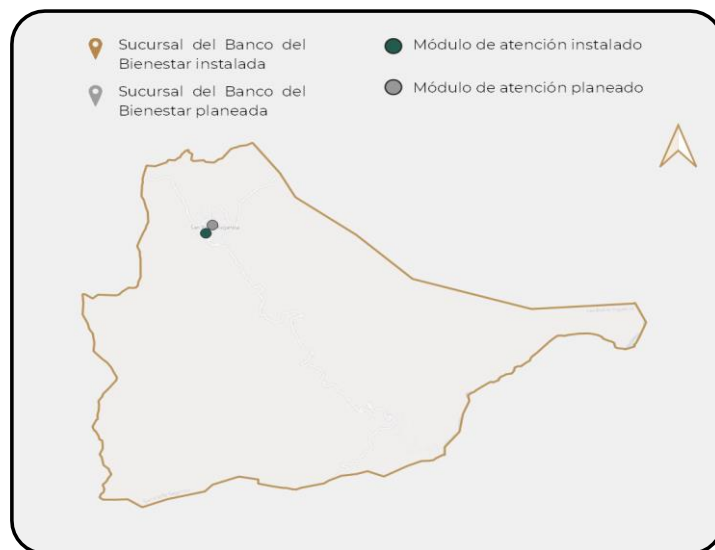 Sucursal del Banco del
Bienestar instalada
Sucursal del Banco del
Bienestar planeada
Módulo de atención instalado
Módulo de atención planeado